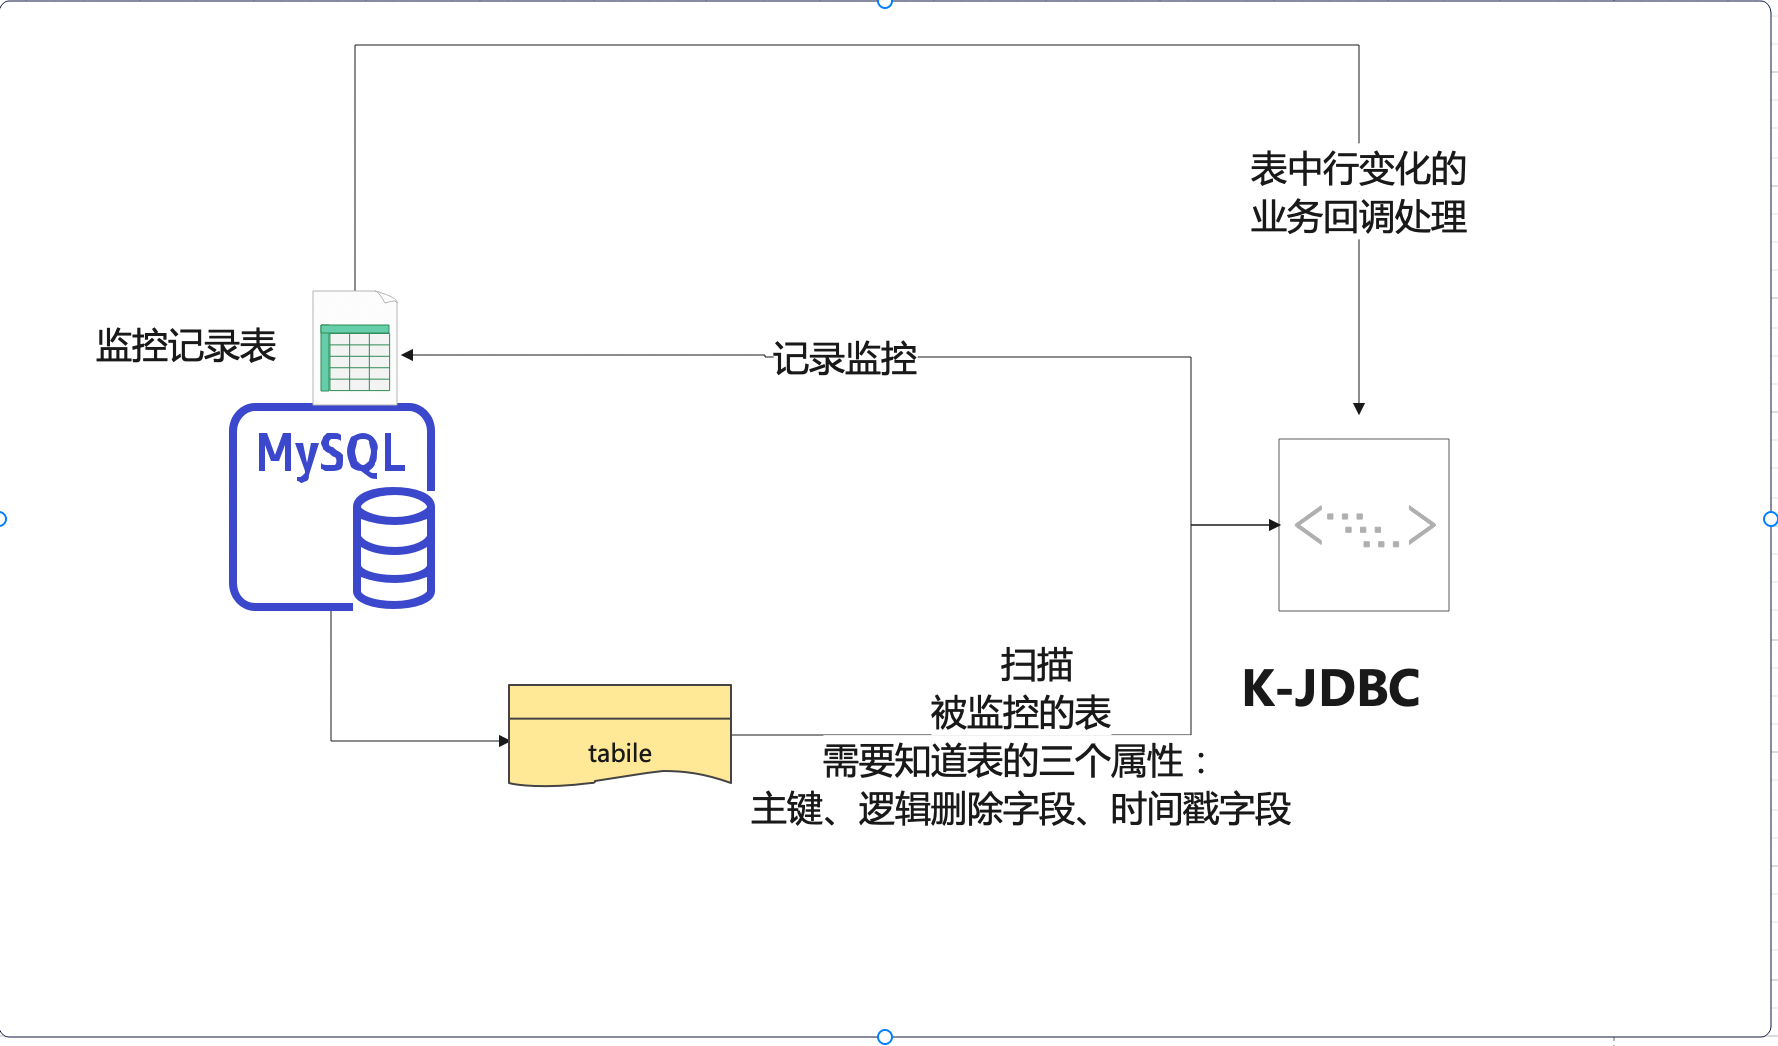 表中行变化的
业务回调处理
监控记录表
记录监控
MySQL
扫描
被监控的表
需要知道表的三个属性：
主键、逻辑删除字段、时间戳字段
K-JDBC
tabile